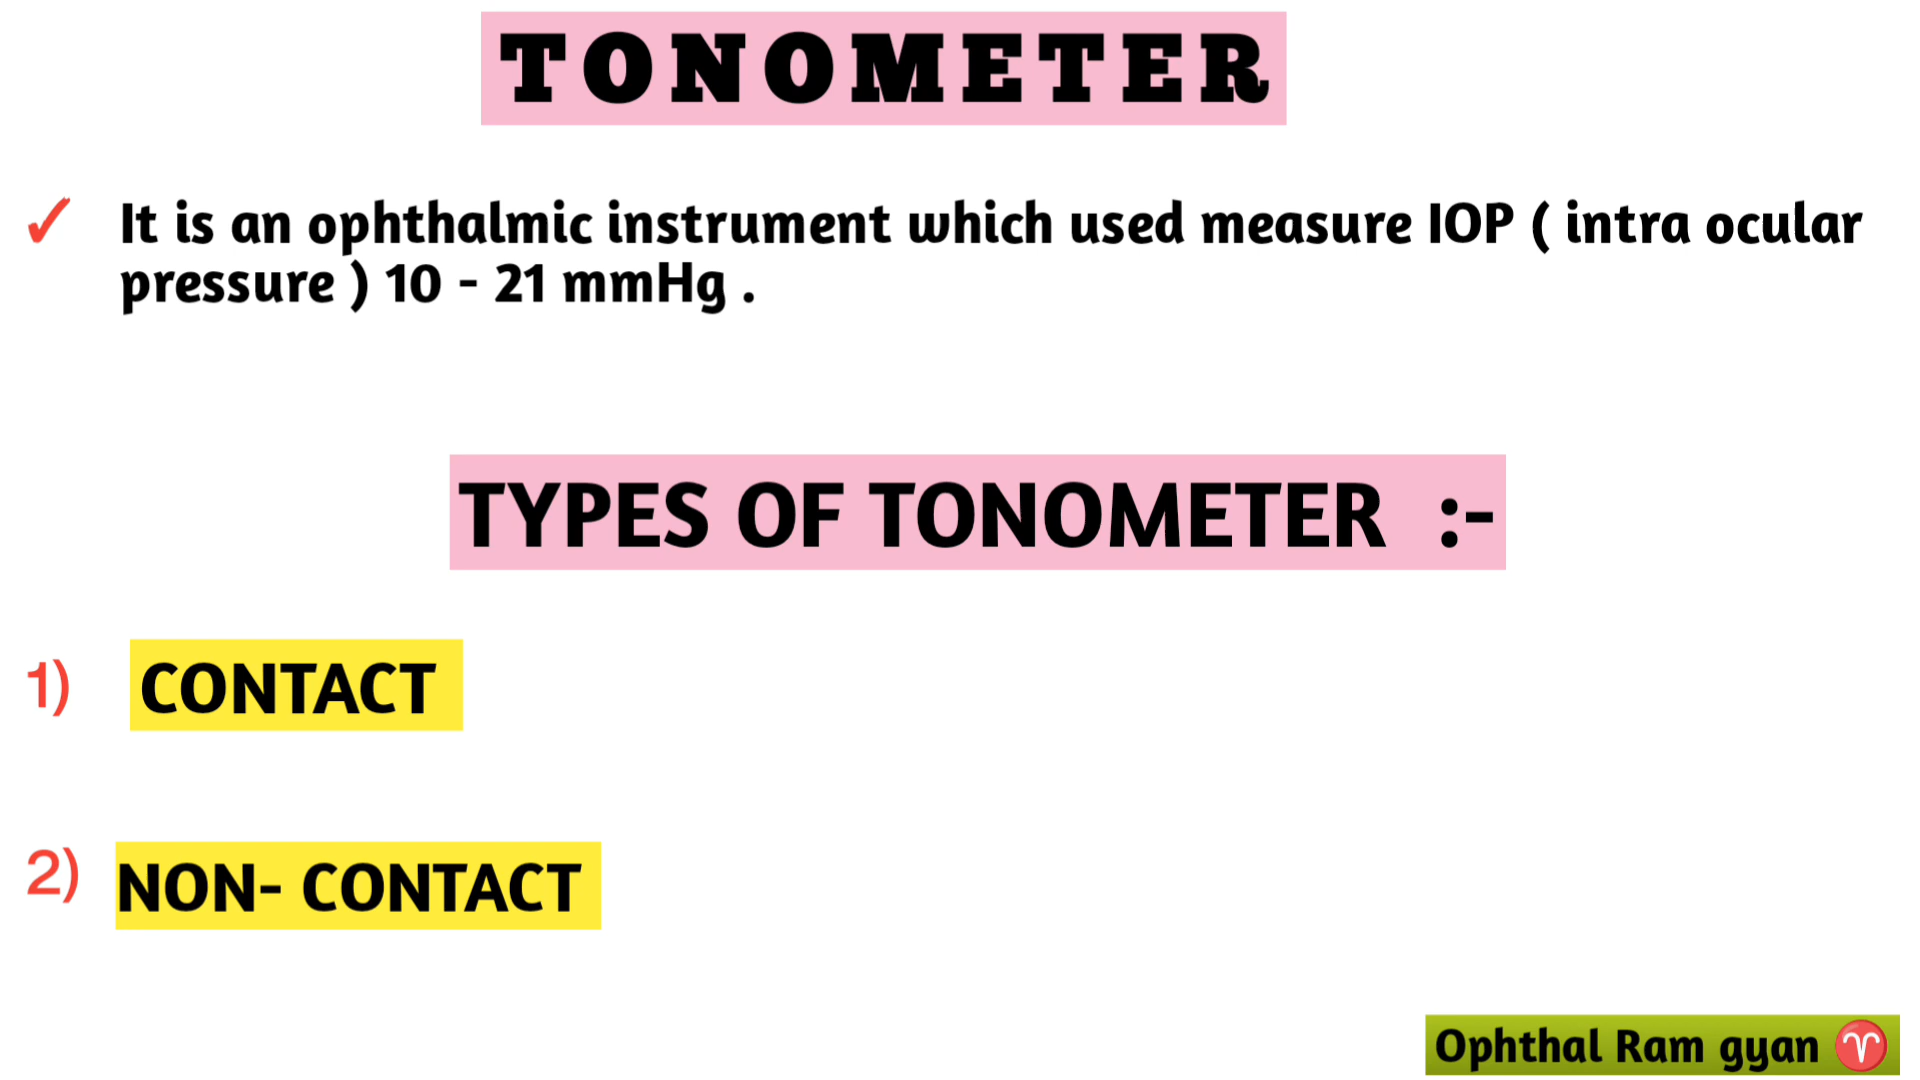 TONOMETER
✓ It is an ophthalmic instrument which used measure IOP ( intra ocular
pressure ) 10 - 21 mmHg .
TYPES OF TONOMETER :-
1) CONTACT
2) NON- CONTACT
Ophthal Ram gyan ♈